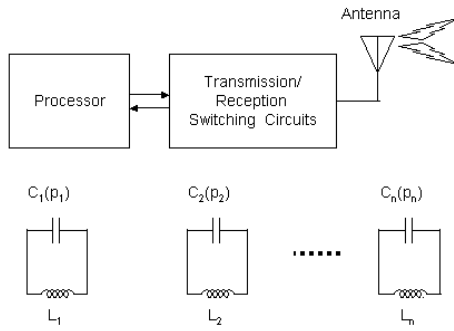 Antenna
Processor
Transmission/
Reception
Switching Circuits
C₁(p₁)
C₂(p₂)
Cₙ(pₙ)
L₁
L₂
Lₙ